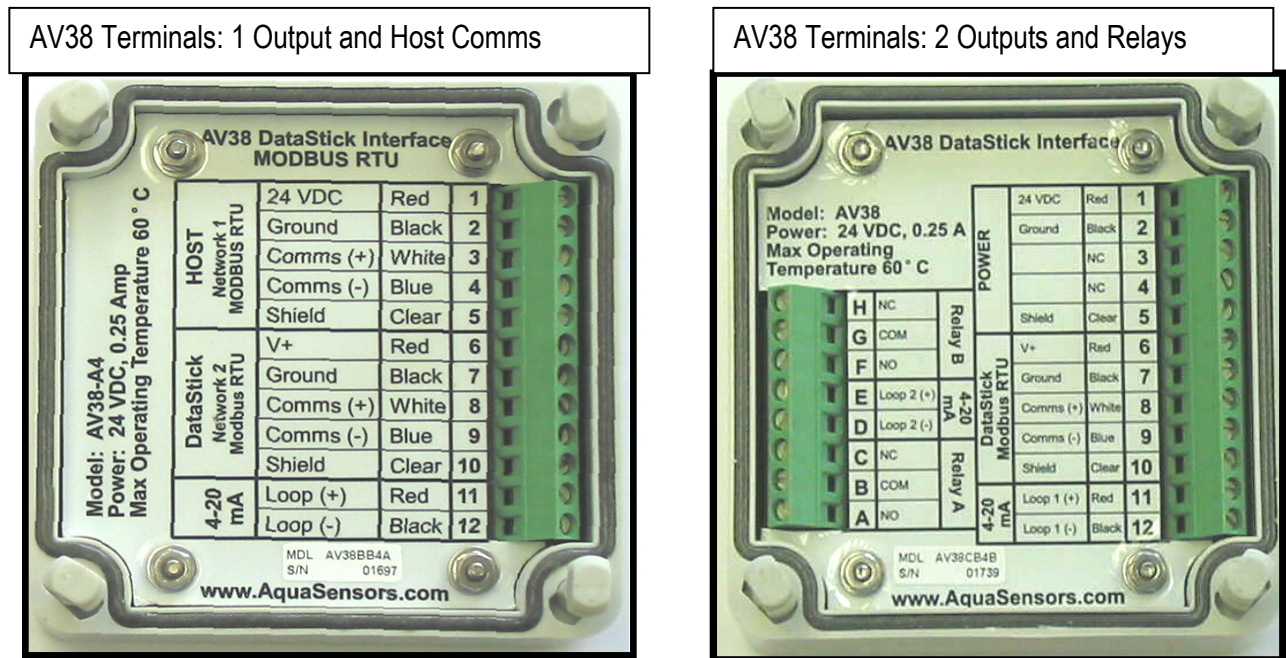 AV38 Terminals: 1 Output and Host Comms
AV38 DataStick Interface
MODBUS RTU
Model: AV38-A4
Power: 24 VDC, 0.25 Amp
Max Operating Temperature 60° C
HOST
Network 1
MODBUS RTU
24 VDC Red 1
Ground Black 2
Comms (+) White 3
Comms (-) Blue 4
Shield Clear 5
DataStick
Network 2
Modbus RTU
V+ Red 6
Ground Black 7
Comms (+) White 8
Comms (-) Blue 9
Shield Clear 10
4-20
mA
Loop (+) Red 11
Loop (-) Black 12
MDL AV38BB4A
S/N 01697
www.AquaSensors.com
AV38 Terminals: 2 Outputs and Relays
AV38 DataStick Interface
Model: AV38
Power: 24 VDC, 0.25 A
Max Operating
Temperature 60° C
H NC
G COM
F NO
Relay B
E Loop 2 (+)
D Loop 2 (-)
4-20
mA
C NC
B COM
A NO
Relay A
POWER
24 VDC Red 1
Ground Black 2
NC 3
NC 4
Shield Clear 5
DataStick
Modbus RTU
V+ Red 6
Ground Black 7
Comms (+) White 8
Comms (-) Blue 9
Shield Clear 10
4-20
mA
Loop 1 (+) Red 11
Loop 1 (-) Black 12
MDL AV38CB4B
S/N 01739
www.AquaSensors.com